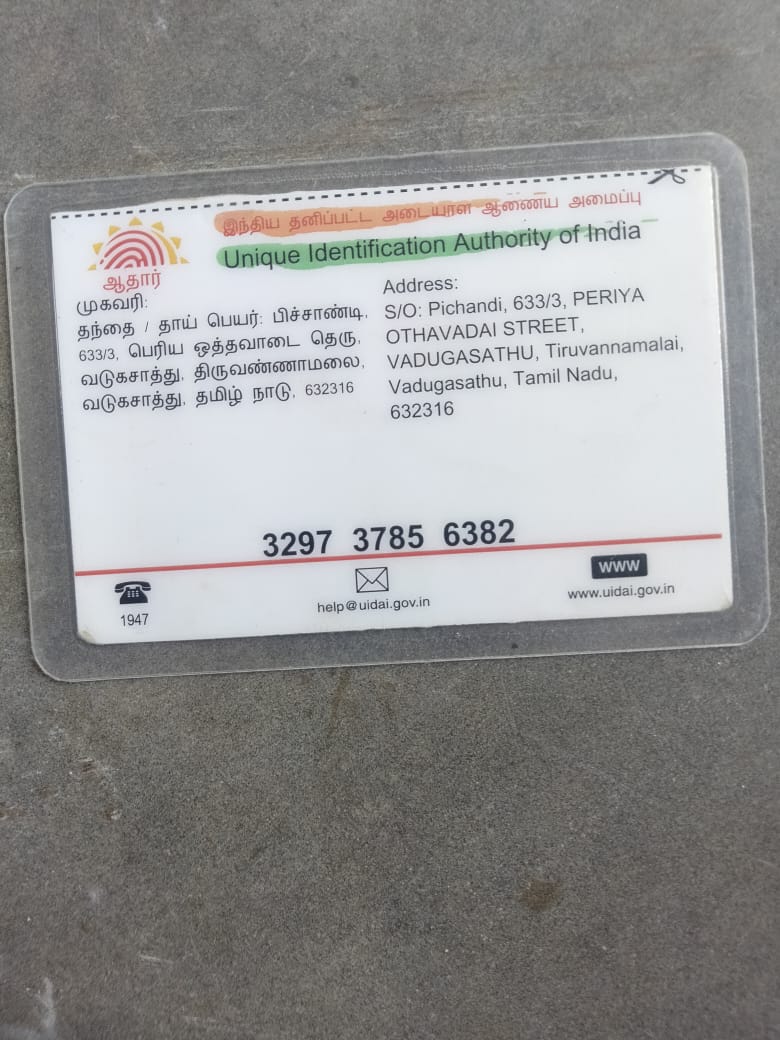 இந்திய தனிப்பட்ட அடையாள ஆணைய அமைப்பு
Unique Identification Authority of India
ஆதார்
முகவரி:
தந்தை / தாய் பெயர்: பிச்சாண்டி,
633/3, பெரிய ஒத்தவாடை தெரு,
வடுகசாத்து, திருவண்ணாமலை,
வடுகசாத்து, தமிழ் நாடு, 632316
Address:
S/O: Pichandi, 633/3, PERIYA
OTHAVADAI STREET,
VADUGASATHU, Tiruvannamalai,
Vadugasathu, Tamil Nadu,
632316
3297 3785 6382
1947
help@uidai.gov.in
www
www.uidai.gov.in